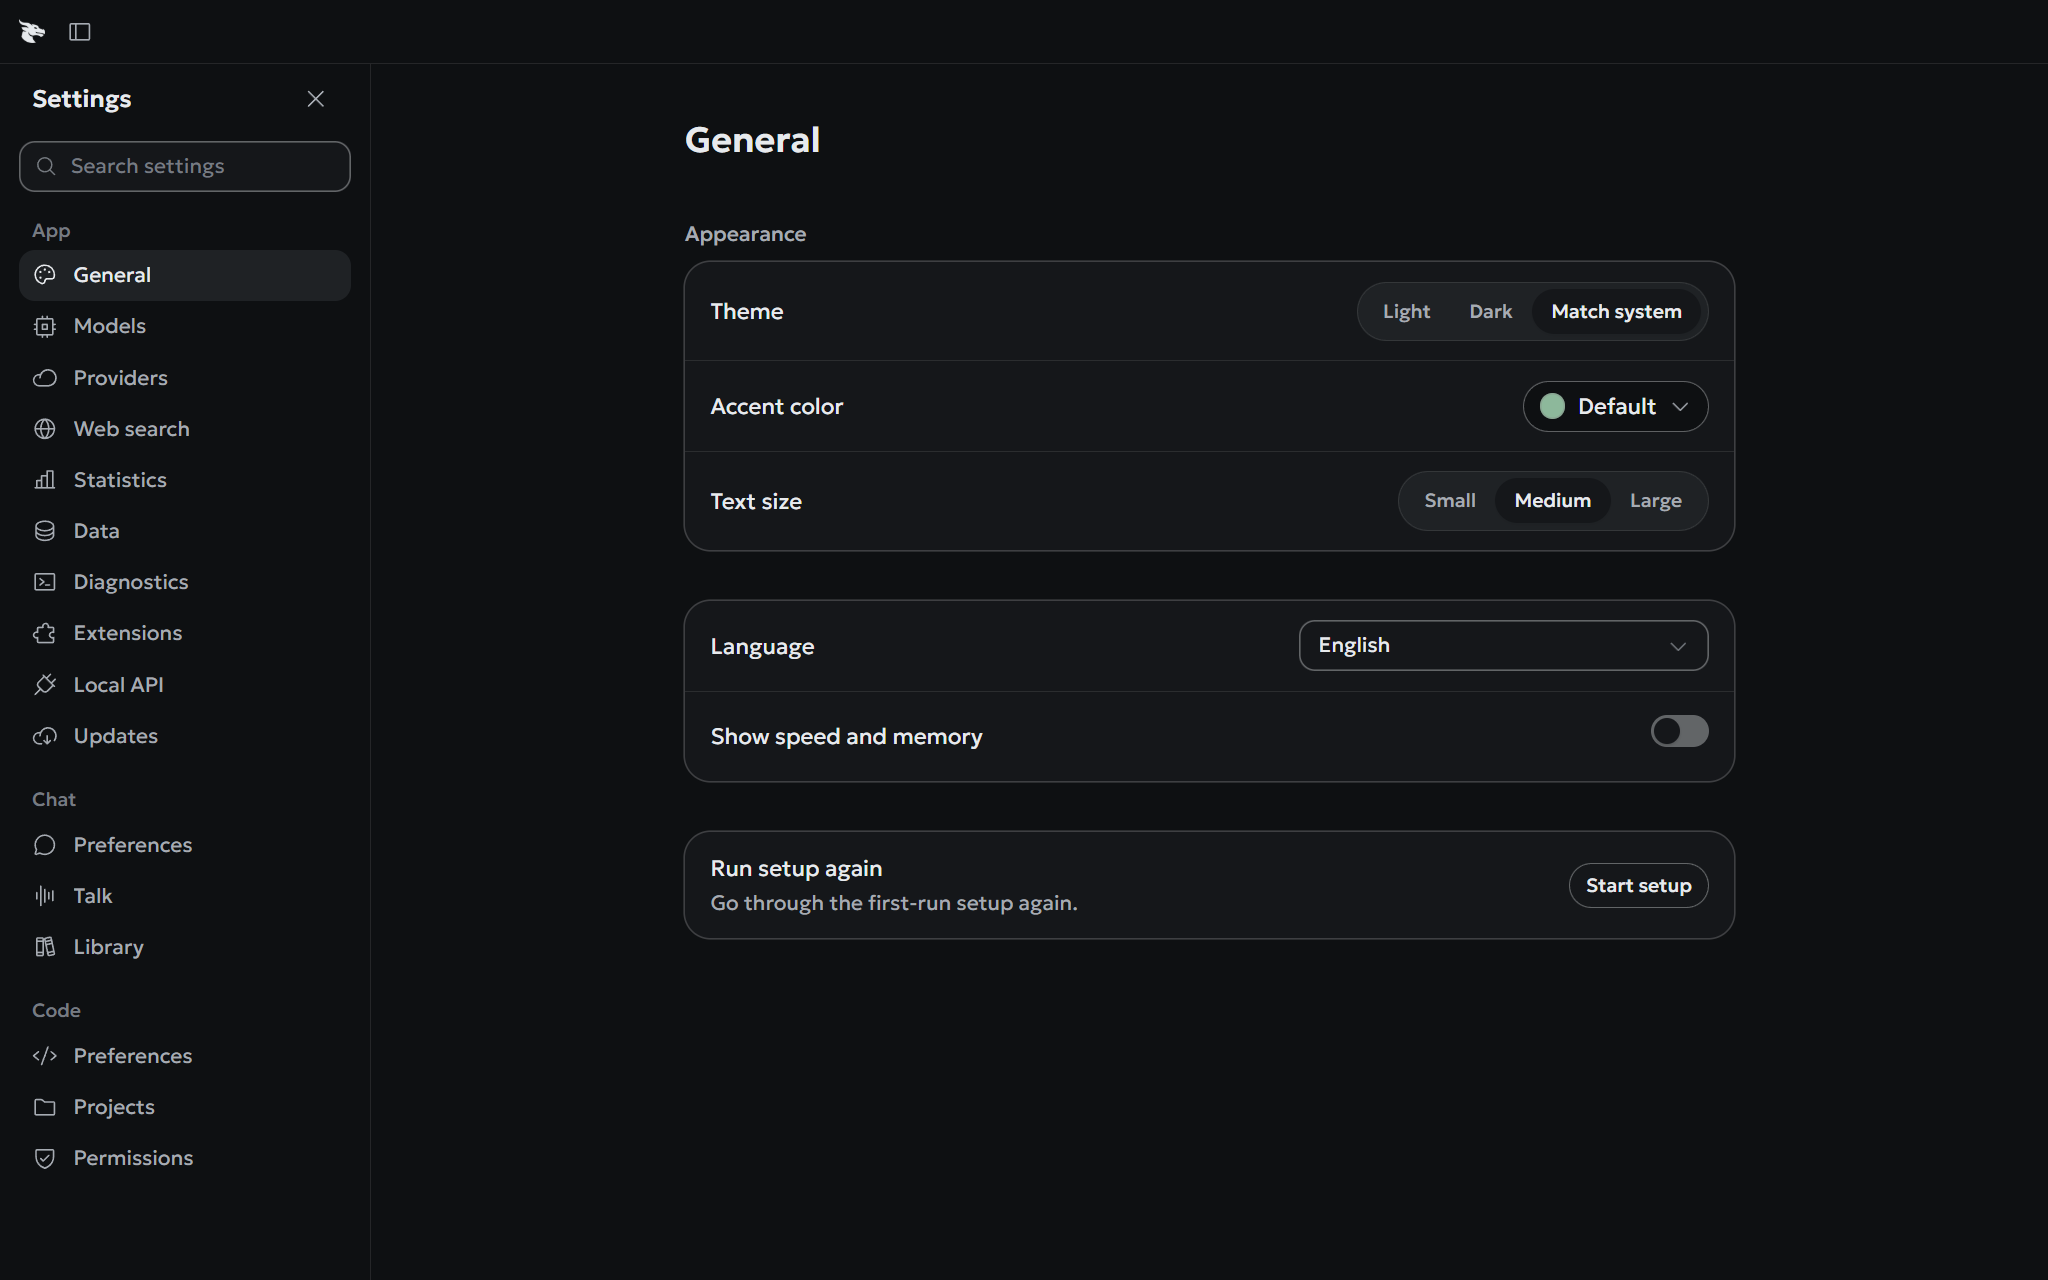 Settings
Search settings
App
General
Models
Providers
Web search
Statistics
Data
Diagnostics
Extensions
Local API
Updates
Chat
Preferences
Talk
Library
Code
Preferences
Projects
Permissions
General
Appearance
Theme
Light Dark Match system
Accent color
Default
Text size
Small Medium Large
Language
English
Show speed and memory
Run setup again
Go through the first-run setup again.
Start setup